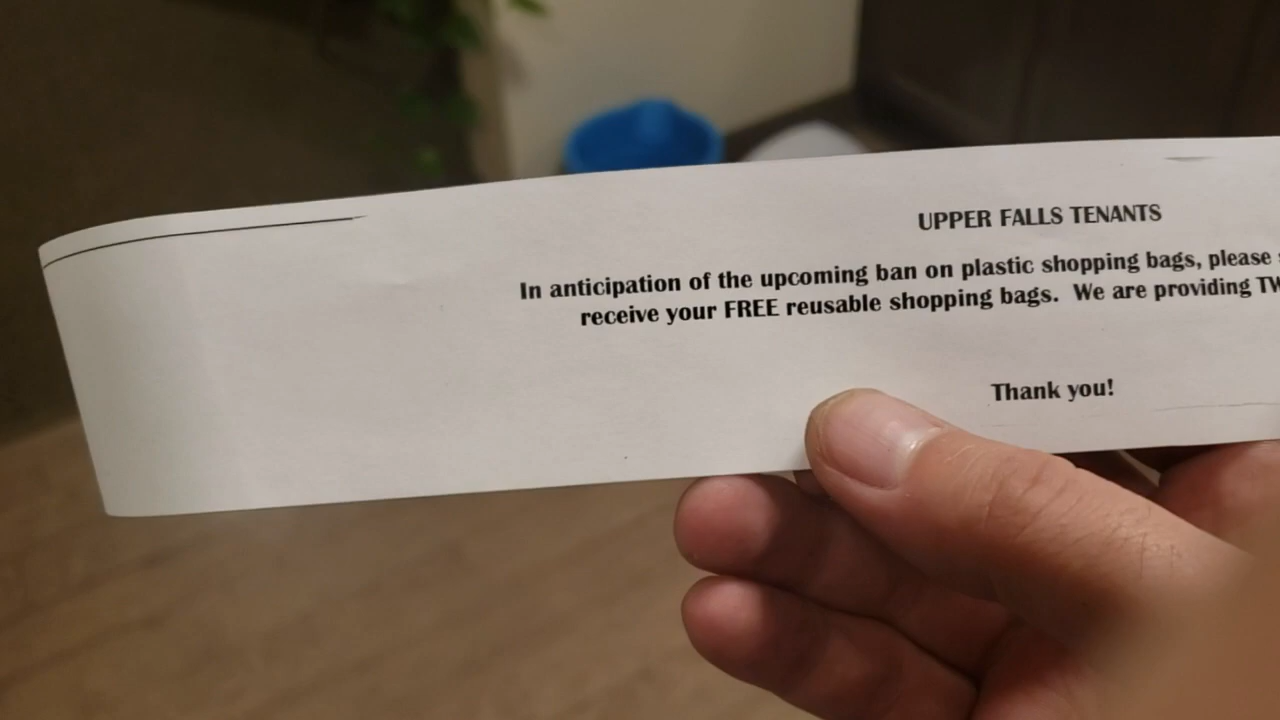 UPPER FALLS TENANTS
In anticipation of the upcoming ban on plastic shopping bags, please
receive your FREE reusable shopping bags. We are providing
Thank you!